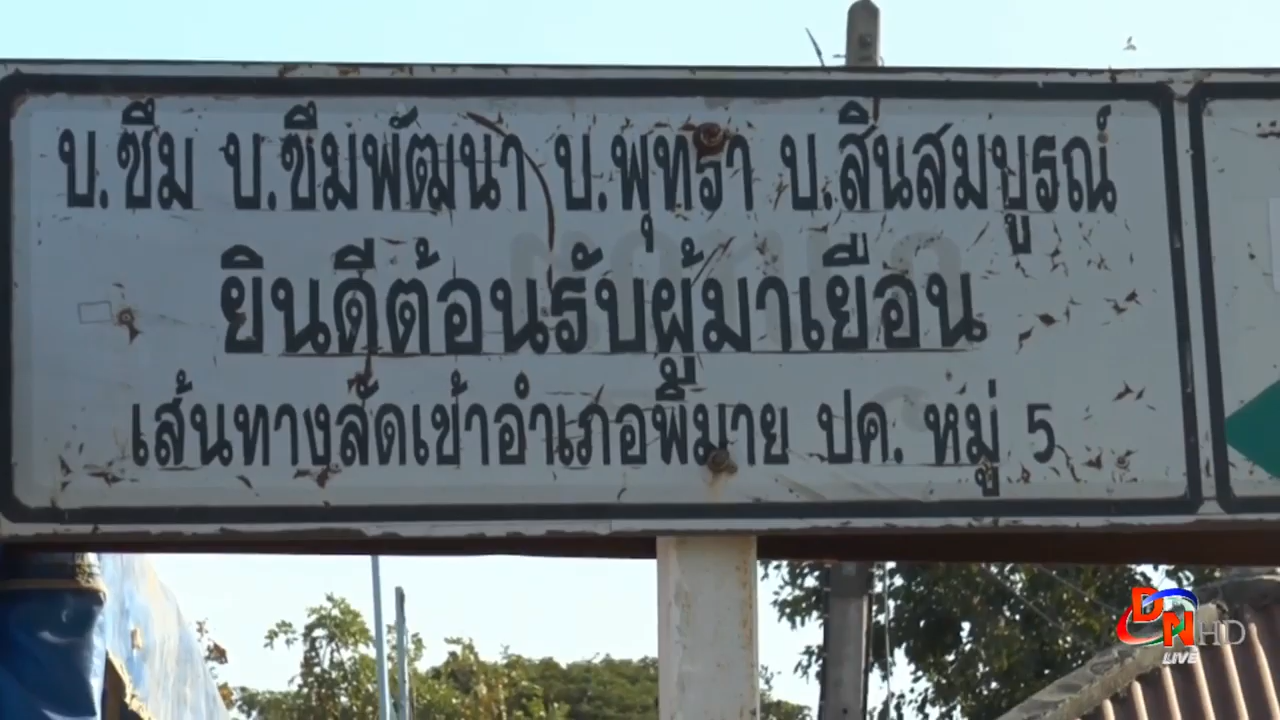 บ.ซึม บ.ซึมพัฒนา บ.พุทรา บ.สินสมบูรณ์
ยินดีต้อนรับผู้มาเยือน
เส้นทางลัดเข้าอำเภอพิมาย ปค. หมู่ 5
DN HD
LIVE